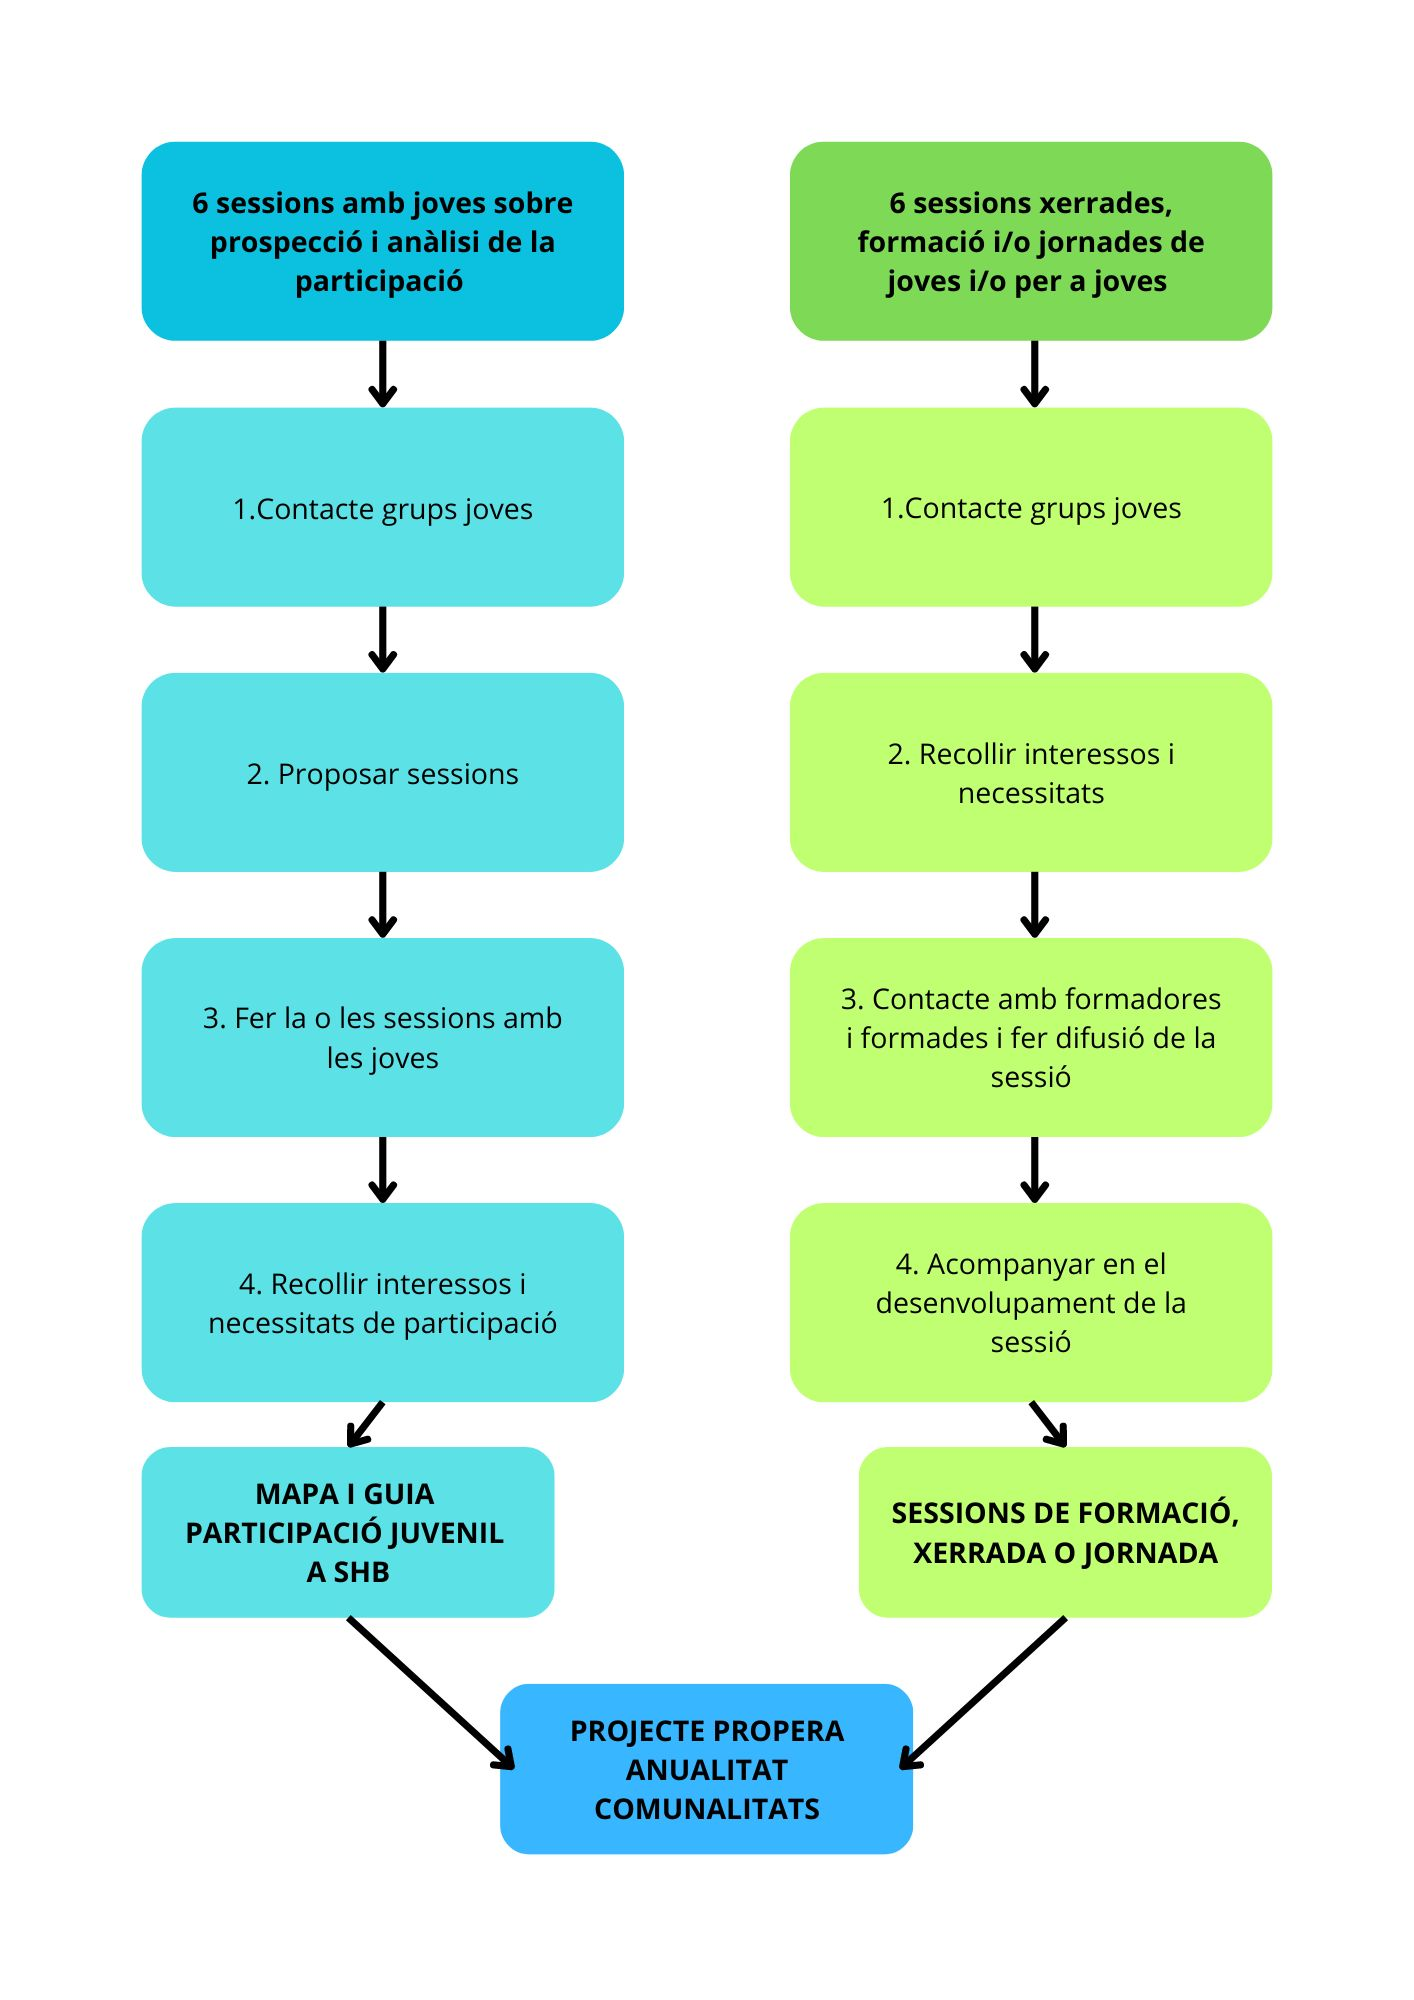 6 sessions amb joves sobre
prospecció i anàlisi de la
participació
1.Contacte grups joves
2. Proposar sessions
3. Fer la o les sessions amb
les joves
4. Recollir interessos i
necessitats de participació
MAPA I GUIA
PARTICIPACIÓ JUVENIL
A SHB
6 sessions xerrades,
formació i/o jornades de
joves i/o per a joves
1.Contacte grups joves
2. Recollir interessos i
necessitats
3. Contacte amb formadores
i formades i fer difusió de la
sessió
4. Acompanyar en el
desenvolupament de la
sessió
SESSIONS DE FORMACIÓ,
XERRADA O JORNADA
PROJECTE PROPERA
ANUALITAT
COMUNALITATS